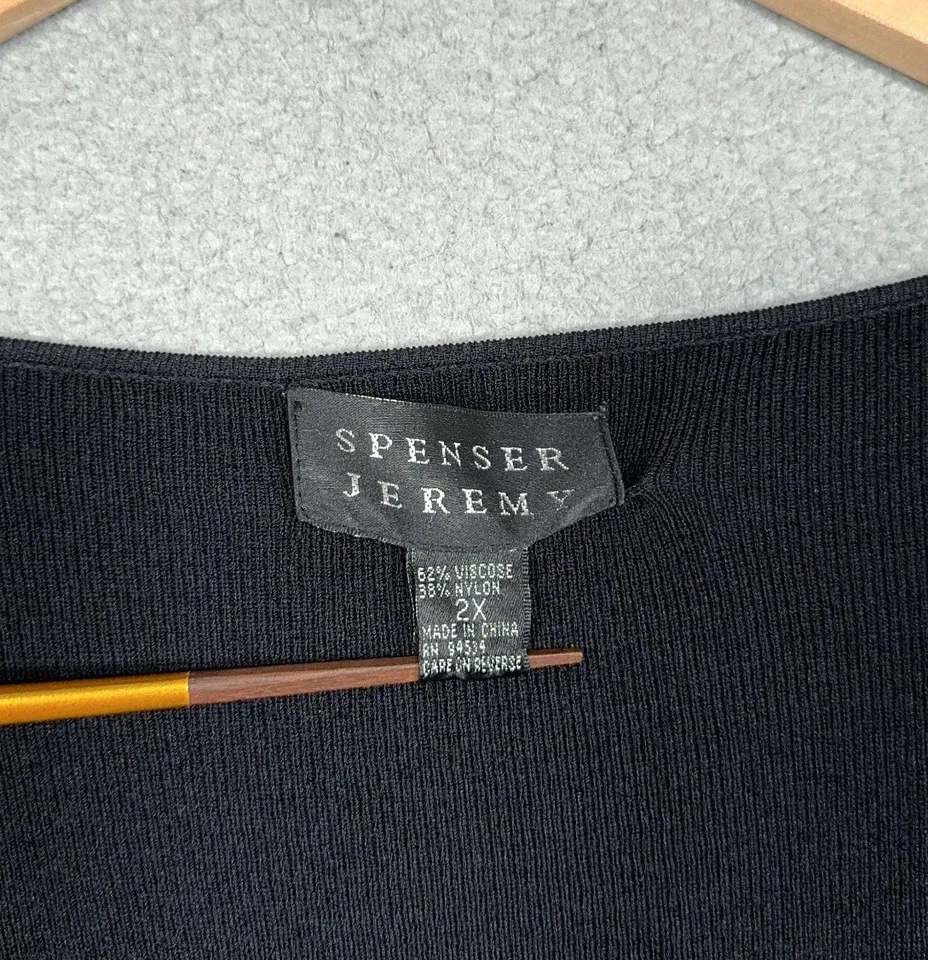 SPENSER
JEREMY
62% VISCOSE
38% NYLON
2X
MADE IN CHINA
RN 94534
CARE ON REVERSE